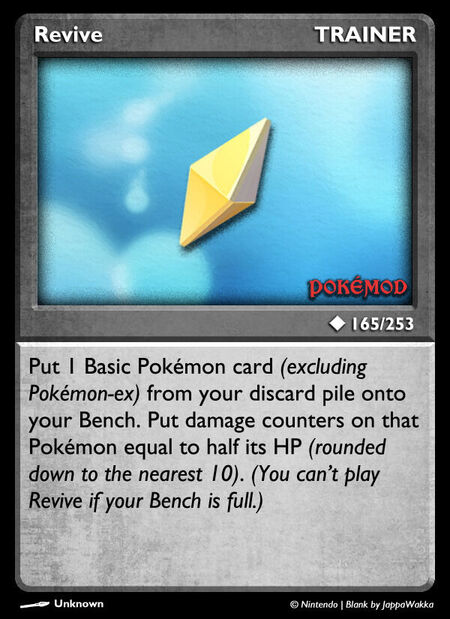 Revive TRAINER
POKÉMOD
◆ 165/253
Put 1 Basic Pokémon card (excluding
Pokémon-ex) from your discard pile onto
your Bench. Put damage counters on that
Pokémon equal to half its HP (rounded
down to the nearest 10). (You can't play
Revive if your Bench is full.)
Unknown © Nintendo | Blank by JappaWakka